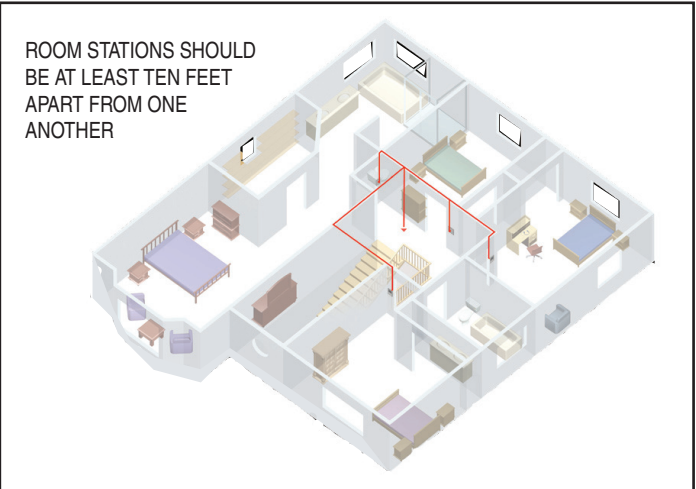 ROOM STATIONS SHOULD
BE AT LEAST TEN FEET
APART FROM ONE
ANOTHER